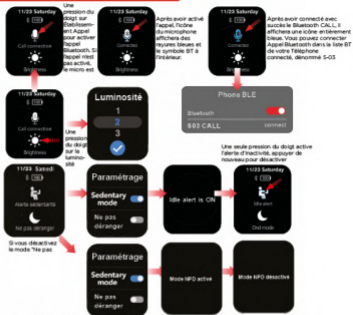 11/23 Saturday
Call connective
Brightness
Une
pression du
doigt sur
Etablissem-
ent Appel
pour activer
l'appel
Bluetooth. Si
l'appel n'est
pas activé,
le micro est
11/23 Saturday
Connected
Brightness
Après avoir activé
l'appel, l'icône
du microphone
affichera des
rayures bleues et
le symbole BT à
l'intérieur.
11/23 Saturday
Connected
Brightness
Après avoir connecté avec
succès le Bluetooth CALL, il
affichera une icône entièrement
bleue. Vous pouvez connecter
Appel Bluetooth dans la liste BT
de votre Téléphone
connecté, dénommé S-03
11/23 Saturday
Call connective
Brightness
Une
pression
du doigt
sur la
lumino-
sité
Luminosité
1
2
3
Phone BLE
Bluetooth
S03 CALL
connect
Une seule pression du doigt active
l'alerte d'inactivité, appuyer de
nouveau pour désactiver
11/23 Samedi
Alerte sédentarité
Ne pas déranger
Paramétrage
Sedentary
mode
Ne pas
déranger
Idle alert is ON
11/23 Saturday
Idle alert
Dnd mode
Si vous désactivez
le mode "Ne pas
Paramétrage
Sedentary
mode
Ne pas
déranger
Mode NPD activé
Mode NPD désactivé